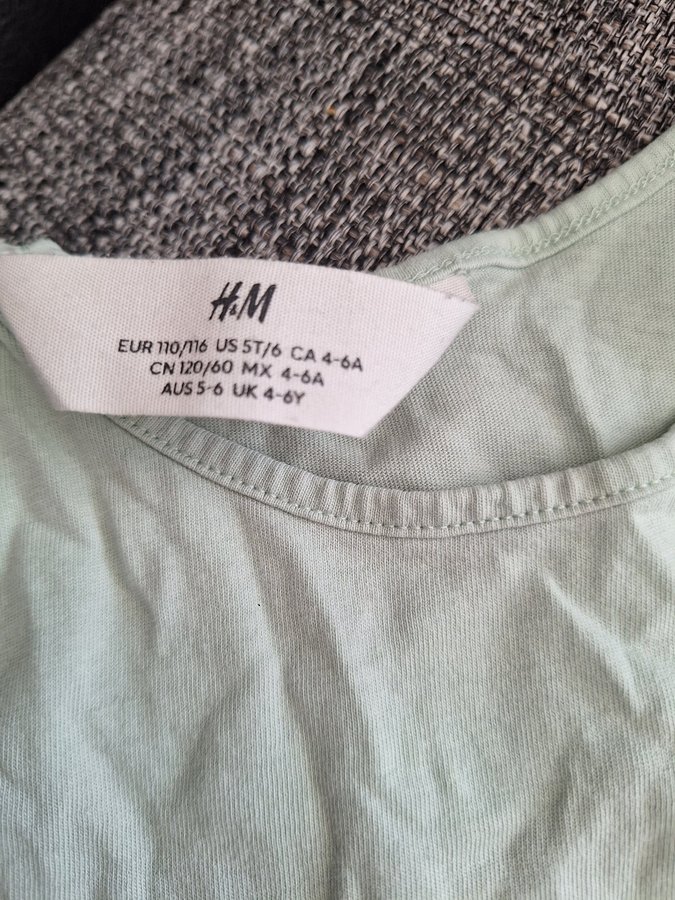 H&M
EUR 110/116 US 5T/6 CA 4-6A
CN 120/60 MX 4-6A
AUS 5-6 UK 4-6Y